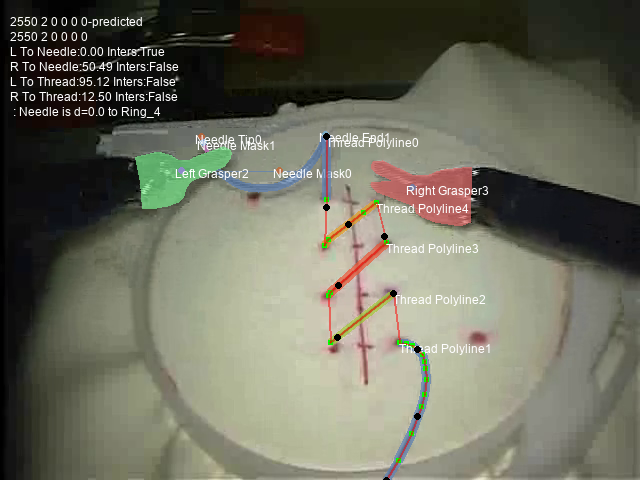 2550 2 0 0 0 0-predicted
2550 2 0 0 0 0
L To Needle:0.00 Inters:True
R To Needle:50.49 Inters:False
L To Thread:95.12 Inters:False
R To Thread:12.50 Inters:False
: Needle is d=0.0 to Ring_4
Needle Tip0
Needle End1
Needle Mask1
Thread Polyline0
Left Grasper2
Needle Mask0
Right Grasper3
Thread Polyline4
Thread Polyline3
Thread Polyline2
Thread Polyline1